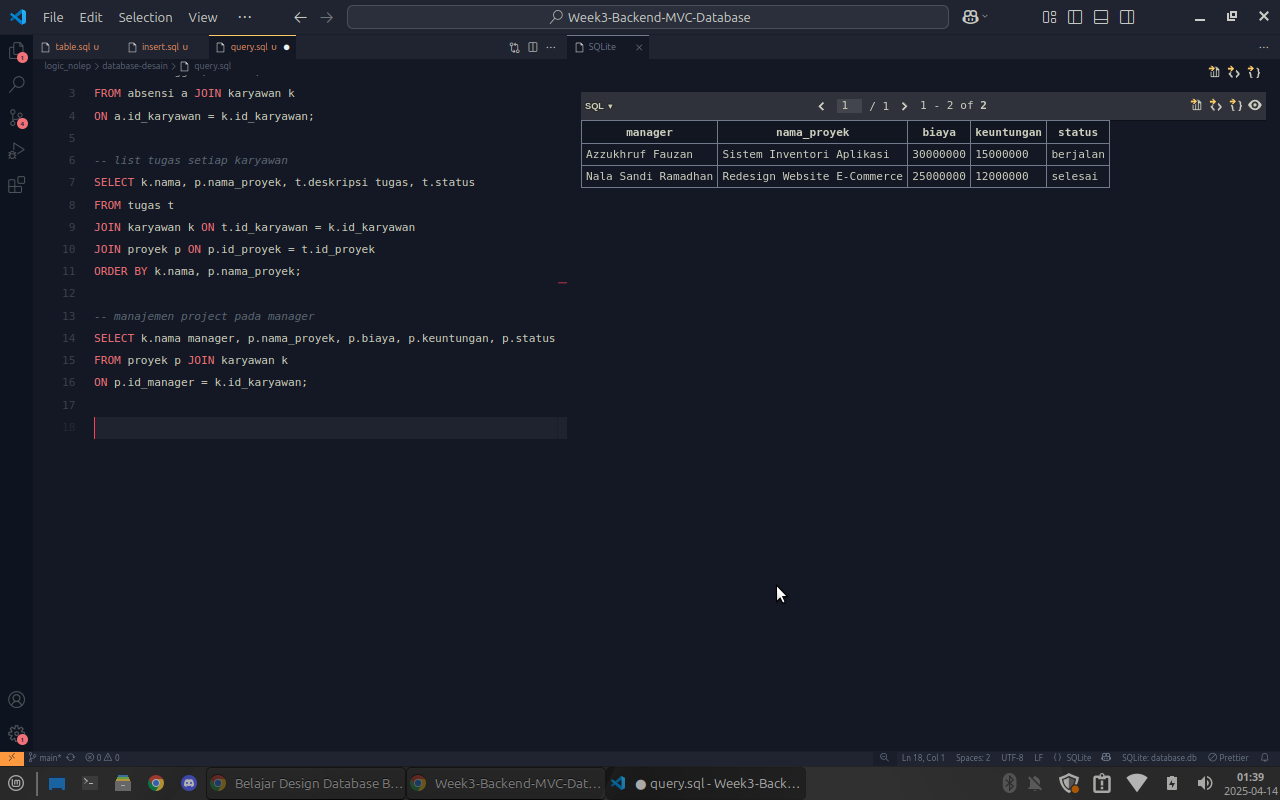 File Edit Selection View ··· Week3-Backend-MVC-Database
table.sql U insert.sql U query.sql U SQLite
logic_nolep > database-desain > query.sql
3 FROM absensi a JOIN karyawan k
4 ON a.id_karyawan = k.id_karyawan;
5
6 -- list tugas setiap karyawan
7 SELECT k.nama, p.nama_proyek, t.deskripsi tugas, t.status
8 FROM tugas t
9 JOIN karyawan k ON t.id_karyawan = k.id_karyawan
10 JOIN proyek p ON p.id_proyek = t.id_proyek
11 ORDER BY k.nama, p.nama_proyek;
12
13 -- manajemen project pada manager
14 SELECT k.nama manager, p.nama_proyek, p.biaya, p.keuntungan, p.status
15 FROM proyek p JOIN karyawan k
16 ON p.id_manager = k.id_karyawan;
17
18
SQL ▾ 1 / 1 1 - 2 of 2
manager nama_proyek biaya keuntungan status
Azzukhruf Fauzan Sistem Inventori Aplikasi 30000000 15000000 berjalan
Nala Sandi Ramadhan Redesign Website E-Commerce 25000000 12000000 selesai
1
4
1
main* 0 0 Ln 18, Col 1 Spaces: 2 UTF-8 LF SQLite SQLite: database.db Prettier
Belajar Design Database B... Week3-Backend-MVC-Dat... ● query.sql - Week3-Back... 01:39
2025-04-14